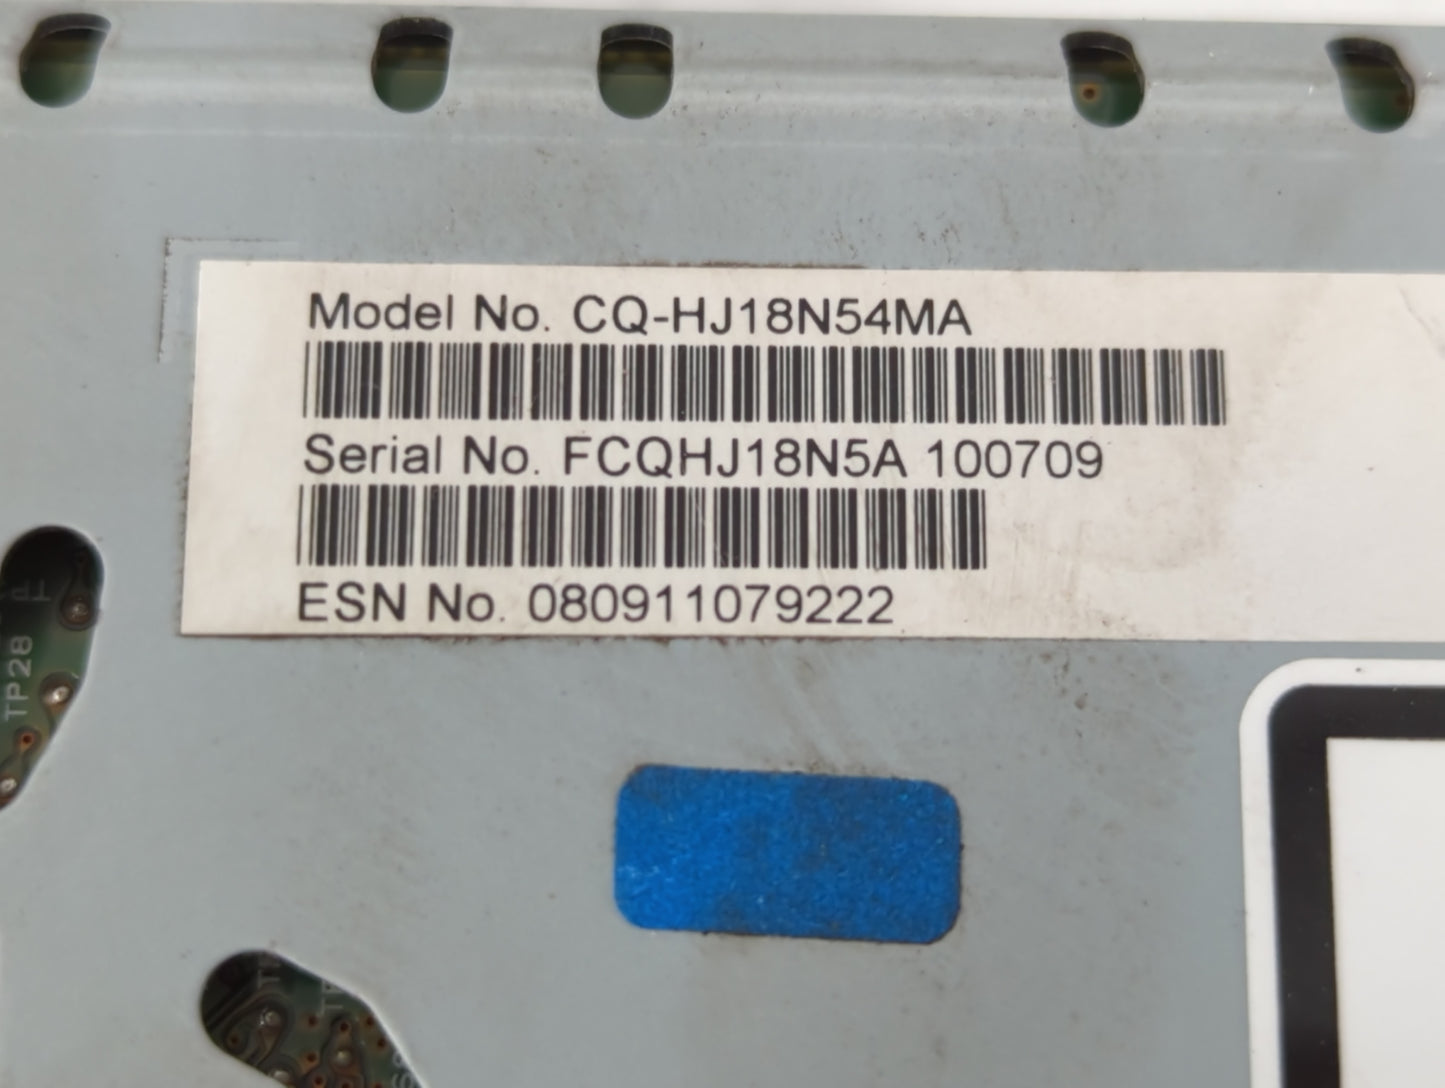 Model No. CQ-HJ18N54MA
Serial No. FCQHJ18N5A 100709
ESN No. 080911079222
TP28